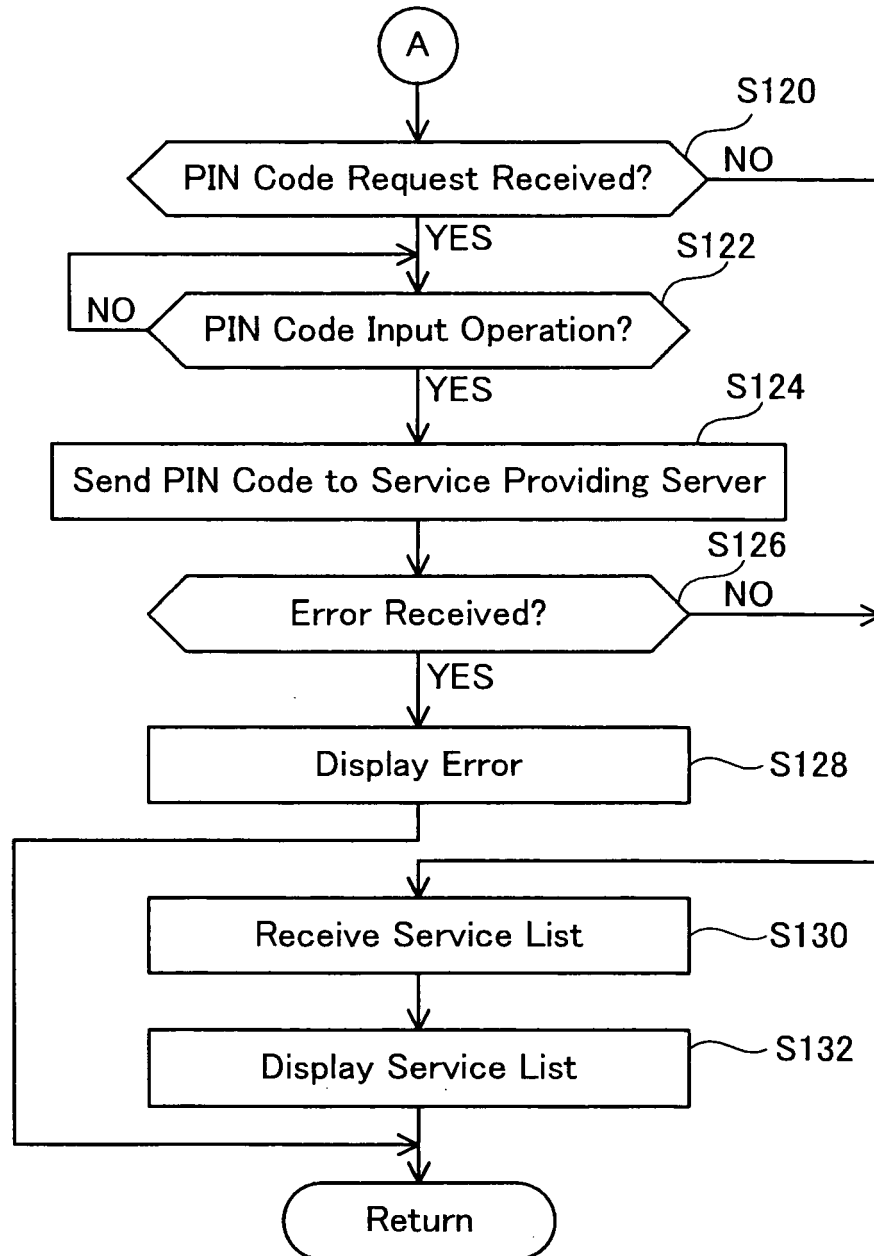 A
S120
PIN Code Request Received?
NO
YES
S122
NO
PIN Code Input Operation?
YES
S124
Send PIN Code to Service Providing Server
S126
Error Received?
NO
YES
Display Error
S128
Receive Service List
S130
Display Service List
S132
Return